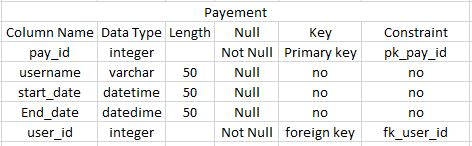 Payement
Column Name Data Type Length Null Key Constraint
pay_id integer Not Null Primary key pk_pay_id
username varchar 50 Null no no
start_date datetime 50 Null no no
End_date datedime 50 Null no no
user_id integer Not Null foreign key fk_user_id